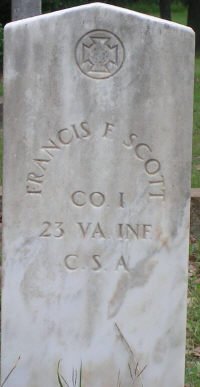 FRANCIS F SCOTT
CO I
23 VA INF
C.S.A.